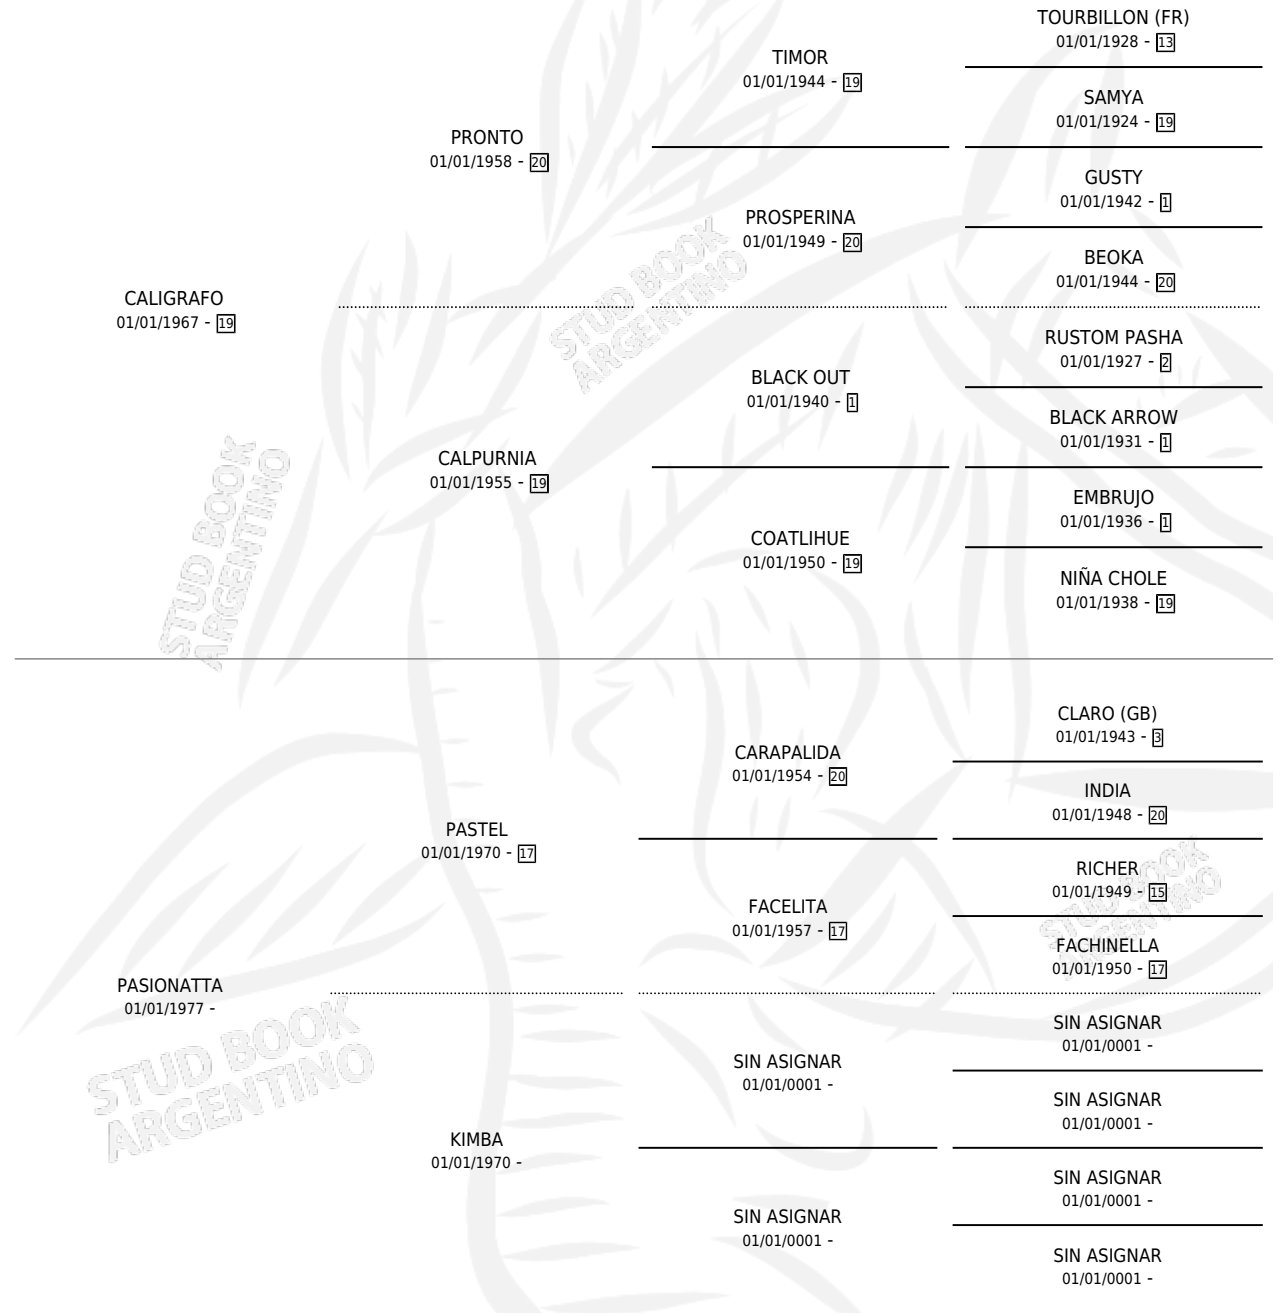 TOURBILLON (FR)
01/01/1928 - 13
TIMOR
01/01/1944 - 19
SAMYA
01/01/1924 - 19
PRONTO
01/01/1958 - 20
GUSTY
01/01/1942 - 1
PROSPERINA
01/01/1949 - 20
BEOKA
01/01/1944 - 20
CALIGRAFO
01/01/1967 - 19
RUSTOM PASHA
01/01/1927 - 2
BLACK OUT
01/01/1940 - 1
BLACK ARROW
01/01/1931 - 1
CALPURNIA
01/01/1955 - 19
EMBRUJO
01/01/1936 - 1
COATLIHUE
01/01/1950 - 19
NIÑA CHOLE
01/01/1938 - 19
STUD BOOK
ARGENTINO
STUD BOOK
ARGENTINO
CLARO (GB)
01/01/1943 - 3
CARAPALIDA
01/01/1954 - 20
INDIA
01/01/1948 - 20
PASTEL
01/01/1970 - 17
RICHER
01/01/1949 - 15
FACELITA
01/01/1957 - 17
FACHINELLA
01/01/1950 - 17
PASIONATTA
01/01/1977 -
SIN ASIGNAR
01/01/0001 -
SIN ASIGNAR
01/01/0001 -
SIN ASIGNAR
01/01/0001 -
KIMBA
01/01/1970 -
SIN ASIGNAR
01/01/0001 -
SIN ASIGNAR
01/01/0001 -
SIN ASIGNAR
01/01/0001 -
STUD BOOK
ARGENTINO
STUD BOOK
ARGENTINO